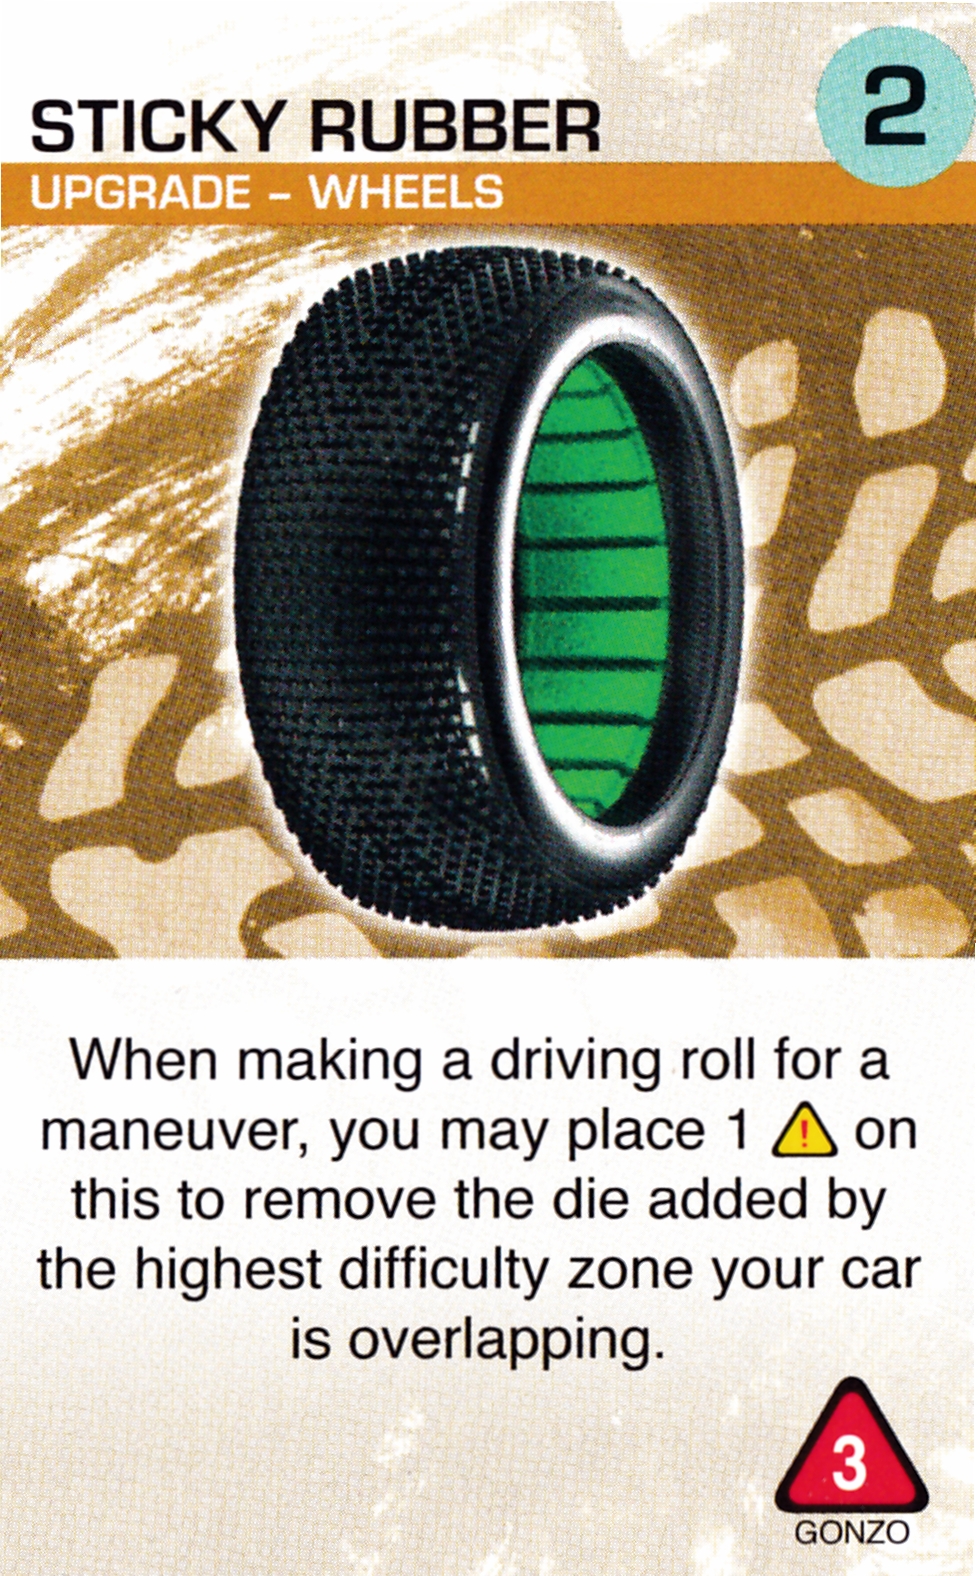 STICKY RUBBER
2
UPGRADE – WHEELS
When making a driving roll for a
maneuver, you may place 1 ! on
this to remove the die added by
the highest difficulty zone your car
is overlapping.
3
GONZO